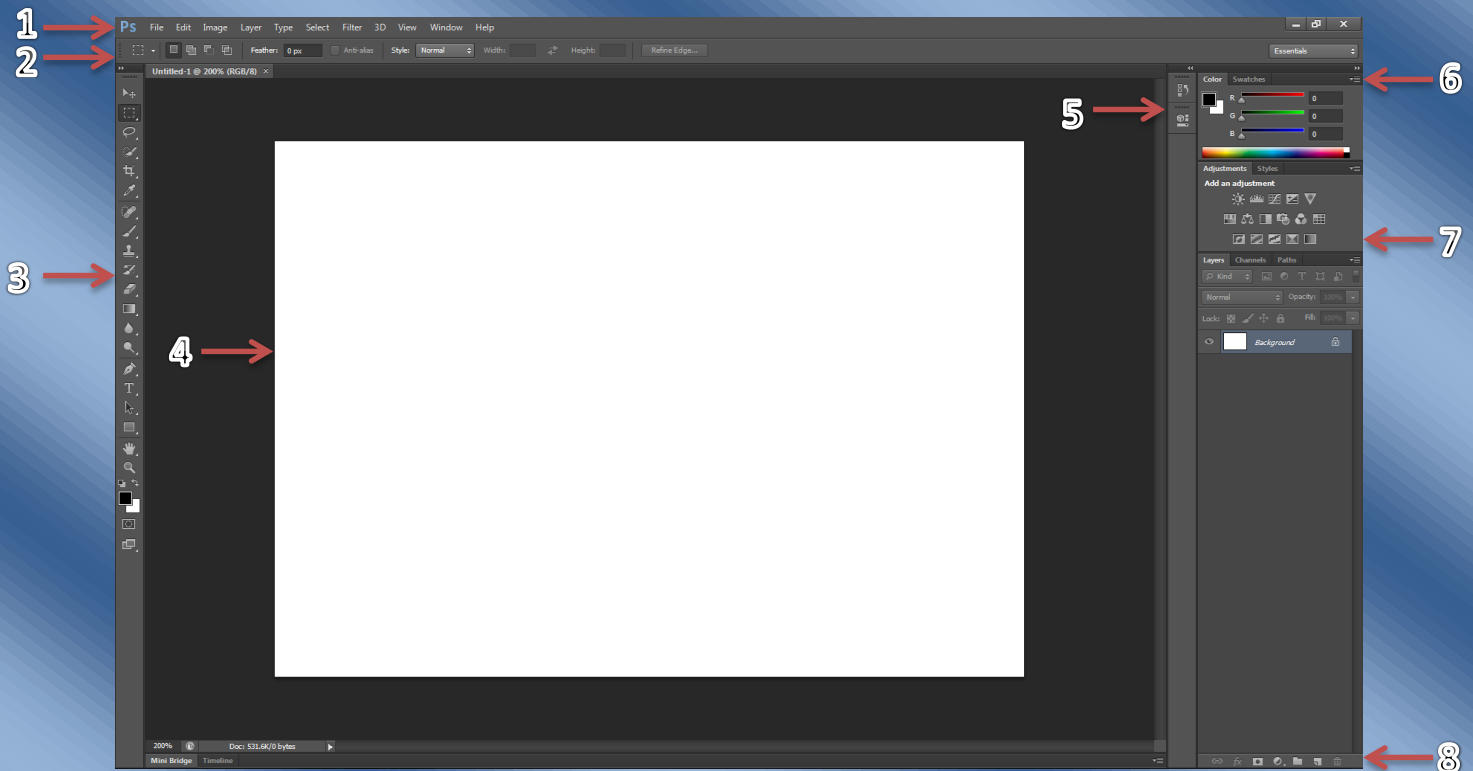 1
Ps File Edit Image Layer Type Select Filter 3D View Window Help
2
Feather: 0 px Anti-alias Style: Normal Width: Height: Refine Edge... Essentials
Untitled-1 @ 200% (RGB/8) ×
Color Swatches
6
R 0
5
G 0
B 0
Adjustments Styles
Add an adjustment
7
Layers Channels Paths
3
Kind T
Normal Opacity: 100%
Lock: Fill: 100%
4
Background
T
200% Doc: 531.6K/0 bytes
Mini Bridge Timeline
fx
8